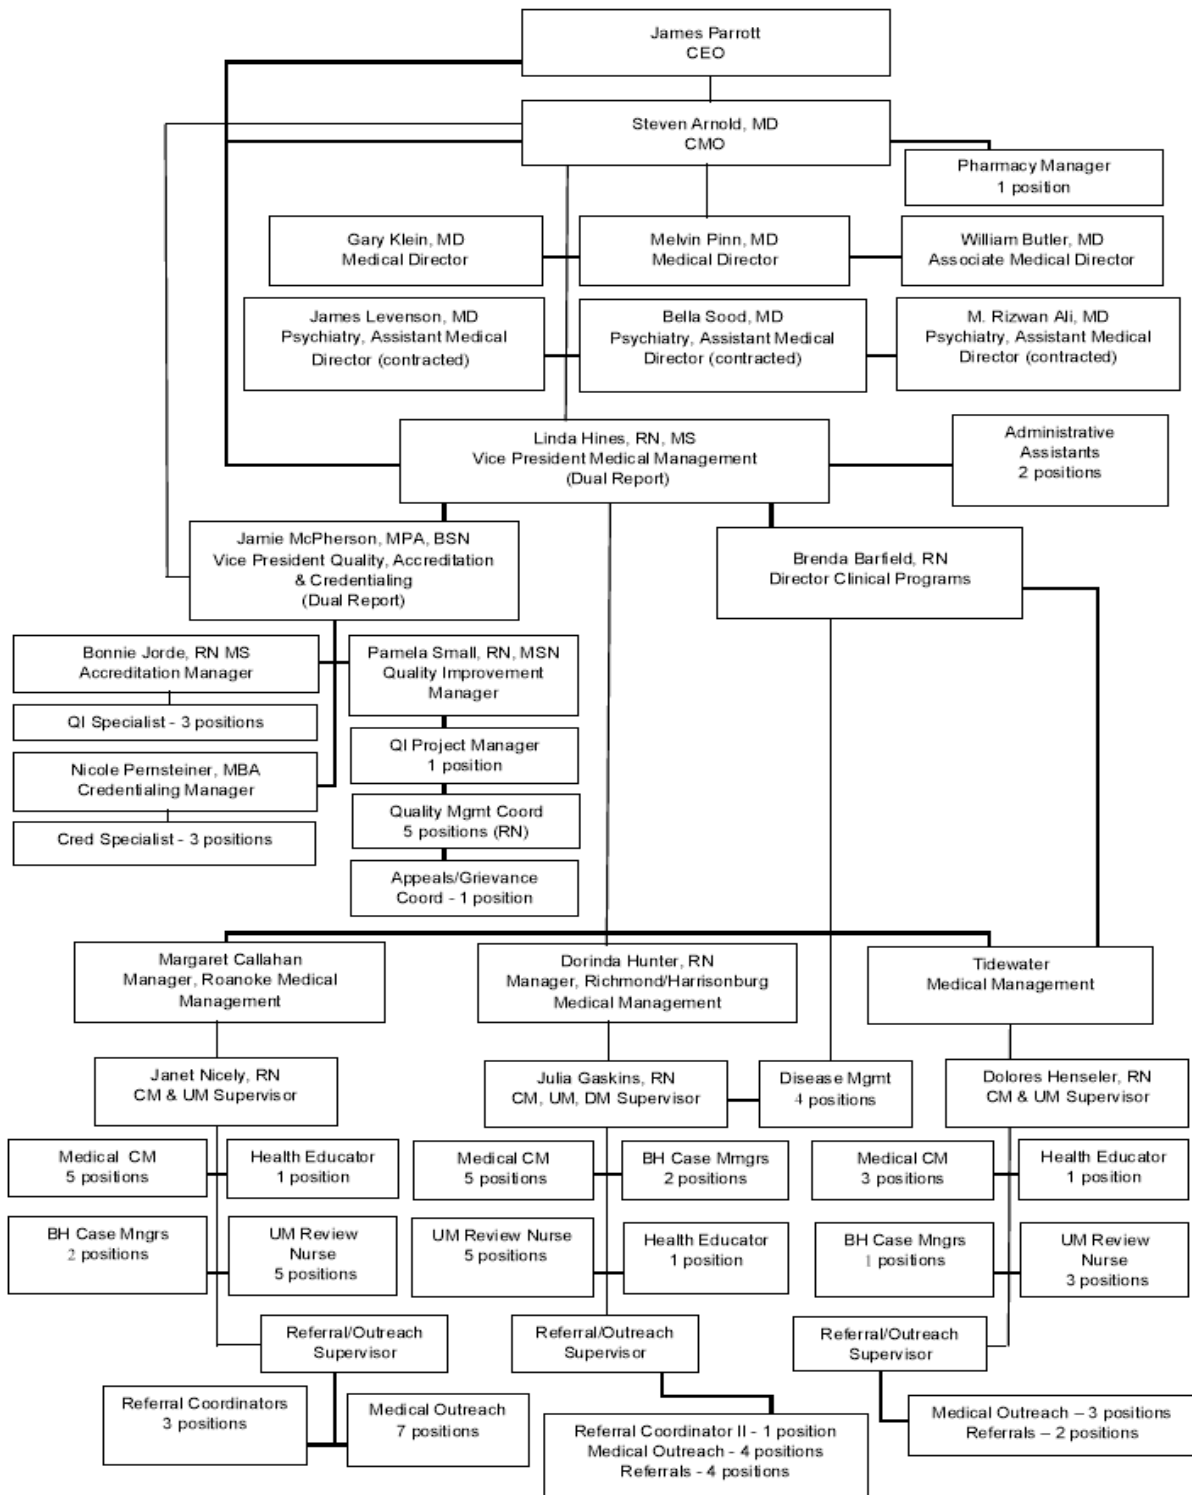 James Parrott
CEO
Steven Arnold, MD
CMO
Pharmacy Manager
1 position
Gary Klein, MD
Medical Director
Melvin Pinn, MD
Medical Director
William Butler, MD
Associate Medical Director
James Levenson, MD
Psychiatry, Assistant Medical
Director (contracted)
Bella Sood, MD
Psychiatry, Assistant Medical
Director (contracted)
M. Rizwan Ali, MD
Psychiatry, Assistant Medical
Director (contracted)
Linda Hines, RN, MS
Vice President Medical Management
(Dual Report)
Administrative
Assistants
2 positions
Jamie McPherson, MPA, BSN
Vice President Quality, Accreditation
& Credentialing
(Dual Report)
Brenda Barfield, RN
Director Clinical Programs
Bonnie Jorde, RN MS
Accreditation Manager
Pamela Small, RN, MSN
Quality Improvement
Manager
QI Specialist - 3 positions
QI Project Manager
1 position
Nicole Pernsteiner, MBA
Credentialing Manager
Quality Mgmt Coord
5 positions (RN)
Cred Specialist - 3 positions
Appeals/Grievance
Coord - 1 position
Margaret Callahan
Manager, Roanoke Medical
Management
Dorinda Hunter, RN
Manager, Richmond/Harrisonburg
Medical Management
Tidewater
Medical Management
Janet Nicely, RN
CM & UM Supervisor
Julia Gaskins, RN
CM, UM, DM Supervisor
Disease Mgmt
4 positions
Dolores Henseler, RN
CM & UM Supervisor
Medical CM
5 positions
Health Educator
1 position
Medical CM
5 positions
BH Case Mmgrs
2 positions
Medical CM
3 positions
Health Educator
1 position
BH Case Mngrs
2 positions
UM Review
Nurse
5 positions
UM Review Nurse
5 positions
Health Educator
1 position
BH Case Mngrs
1 positions
UM Review
Nurse
3 positions
Referral/Outreach
Supervisor
Referral/Outreach
Supervisor
Referral/Outreach
Supervisor
Referral Coordinators
3 positions
Medical Outreach
7 positions
Referral Coordinator II - 1 position
Medical Outreach - 4 positions
Referrals - 4 positions
Medical Outreach – 3 positions
Referrals – 2 positions